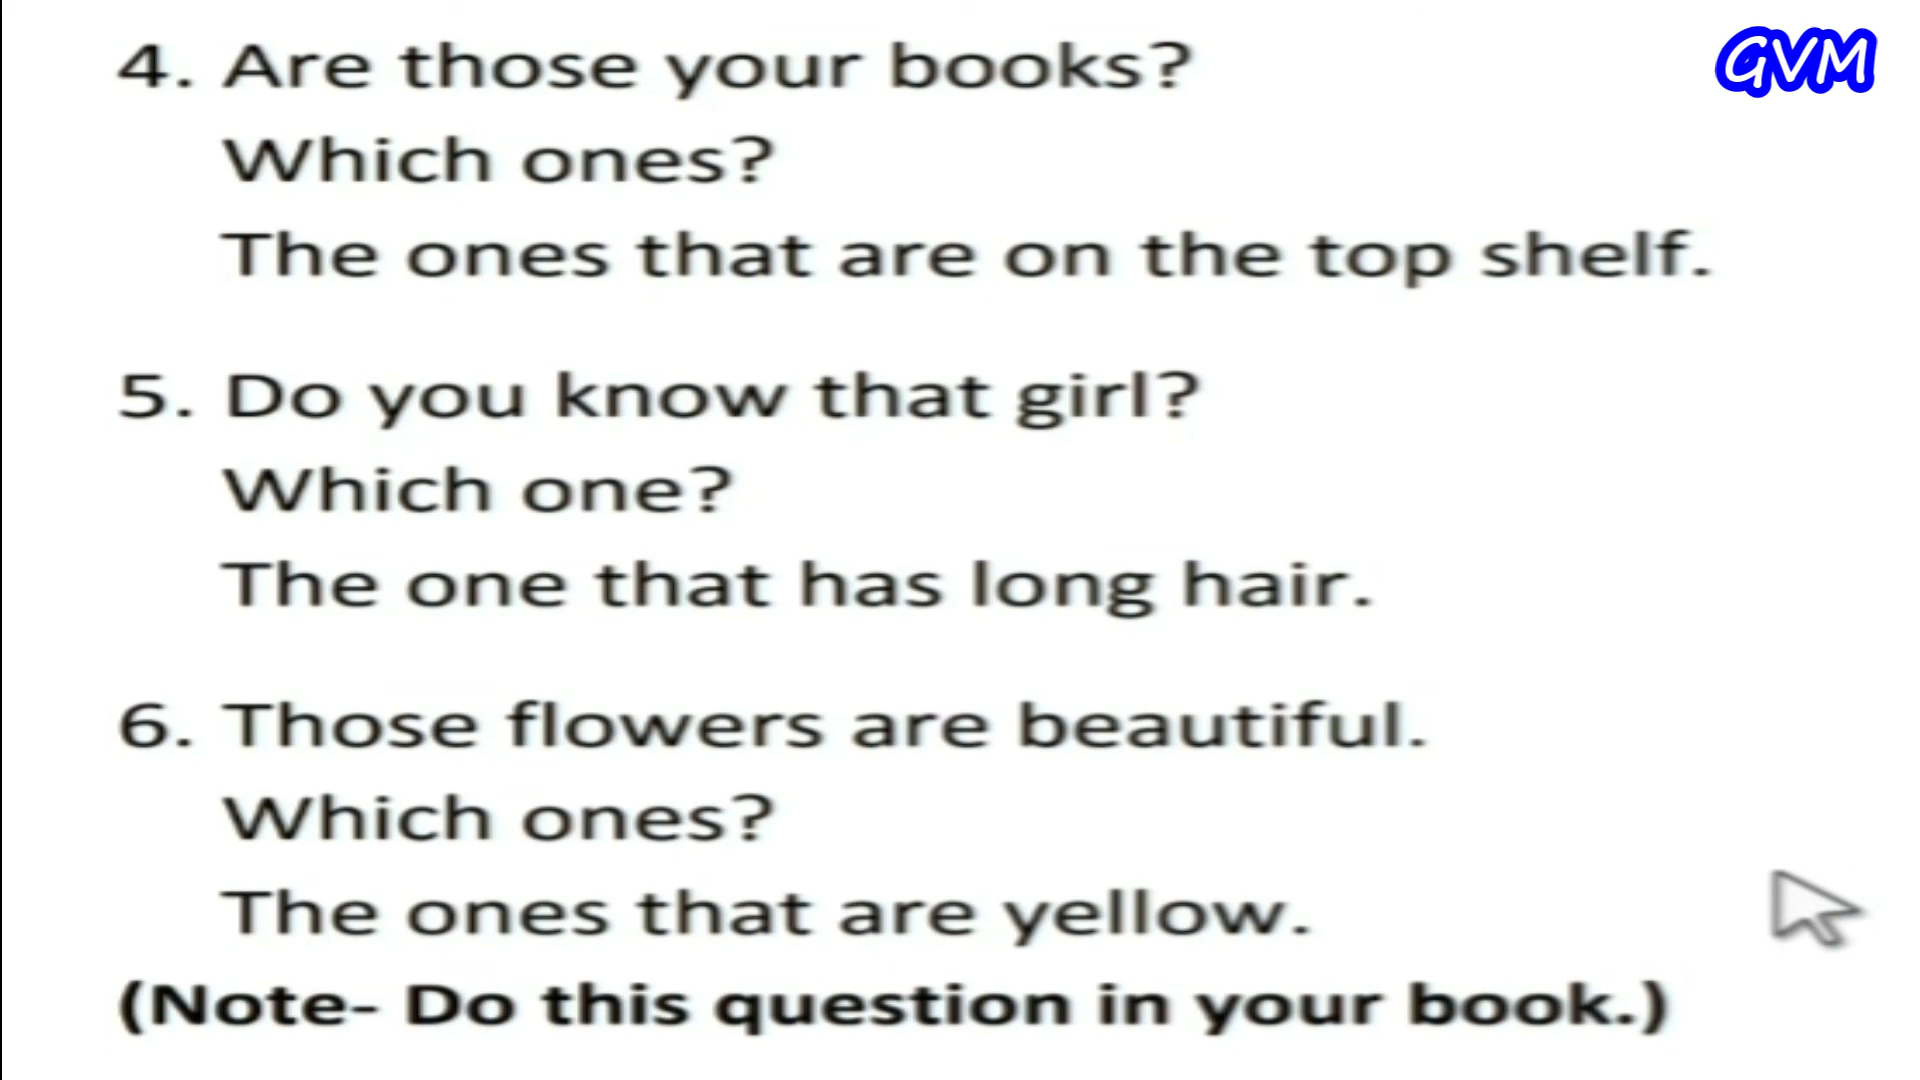 GVM
4. Are those your books?
Which ones?
The ones that are on the top shelf.
5. Do you know that girl?
Which one?
The one that has long hair.
6. Those flowers are beautiful.
Which ones?
The ones that are yellow.
(Note- Do this question in your book.)